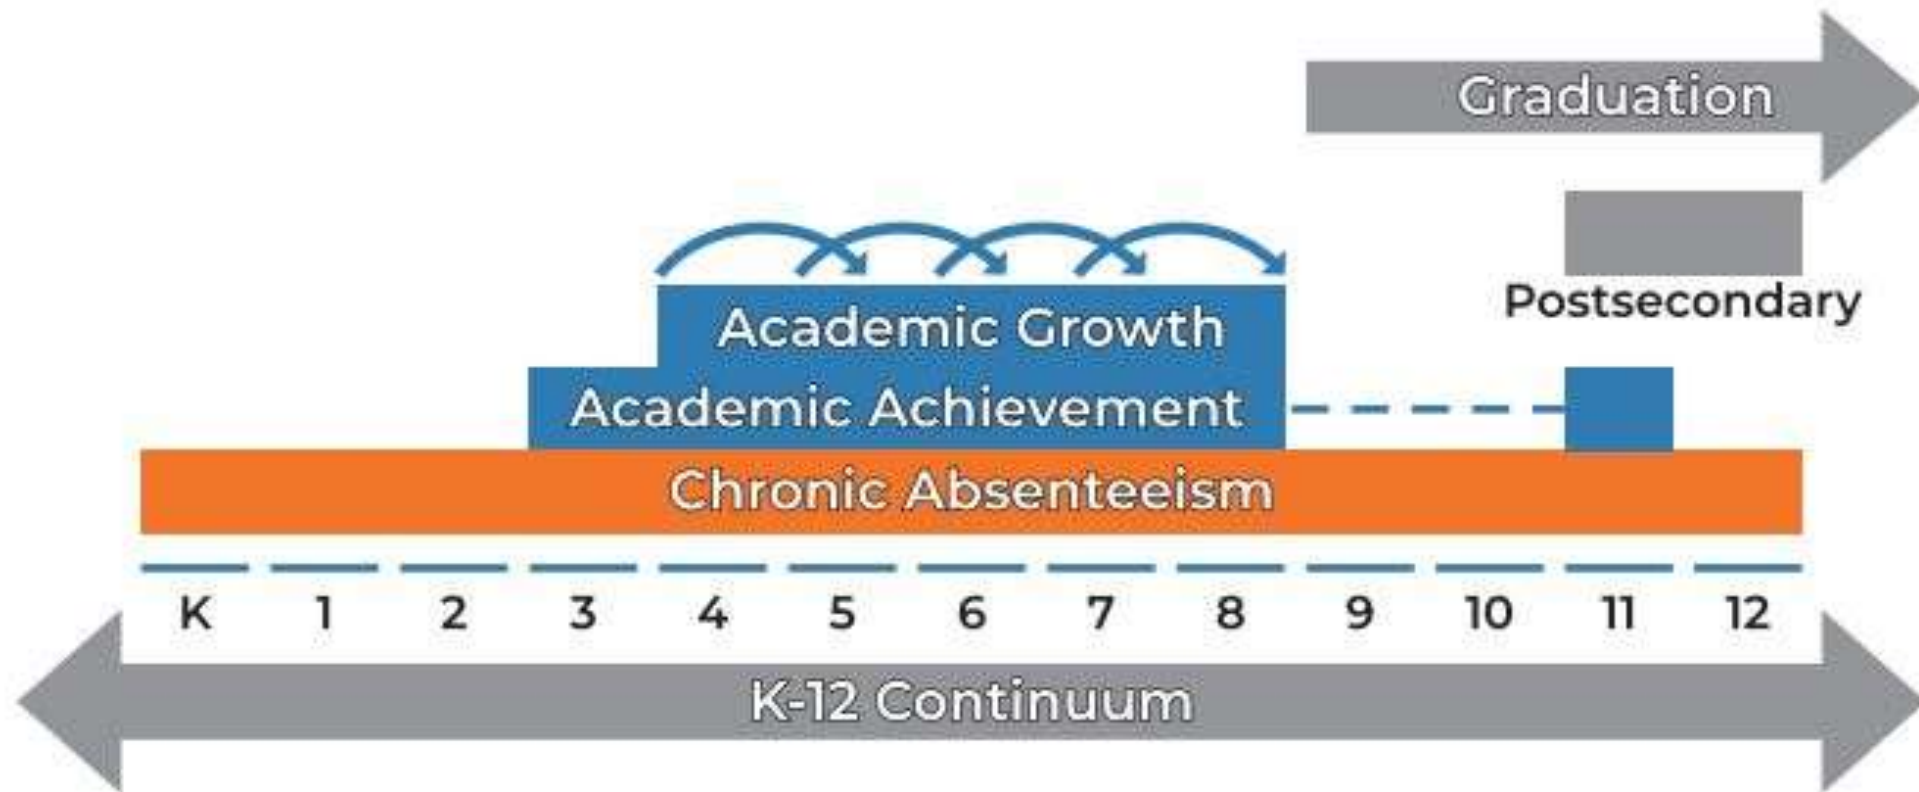 Graduation
Postsecondary
Academic Growth
Academic Achievement
Chronic Absenteeism
K 1 2 3 4 5 6 7 8 9 10 11 12
K-12 Continuum